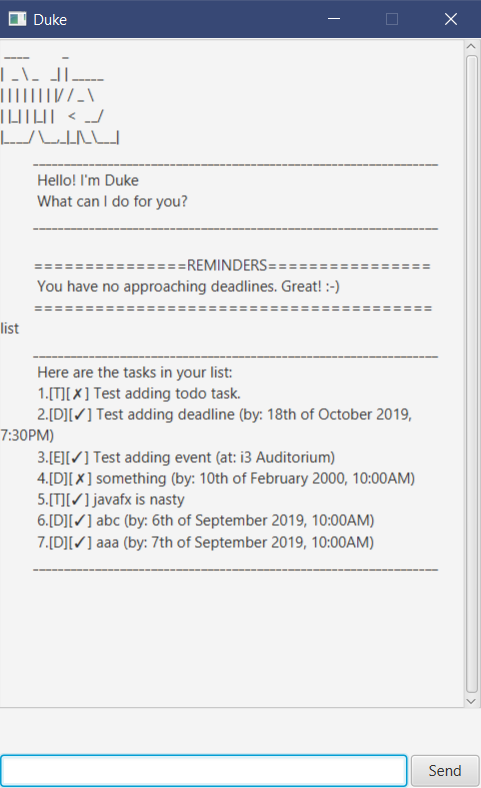 Duke
 ____        _
|  _ \ _   _| | _____
| | | | | | | |/ / _ \
| |_| | |_| |   <  __/
|____/ \__,_|_|\_\___|
____________________________________________________________
Hello! I'm Duke
What can I do for you?
____________________________________________________________
===============REMINDERS================
You have no approaching deadlines. Great! :-)
=======================================
list
____________________________________________________________
Here are the tasks in your list:
1.[T][✗] Test adding todo task.
2.[D][✓] Test adding deadline (by: 18th of October 2019,
7:30PM)
3.[E][✓] Test adding event (at: i3 Auditorium)
4.[D][✗] something (by: 10th of February 2000, 10:00AM)
5.[T][✓] javafx is nasty
6.[D][✓] abc (by: 6th of September 2019, 10:00AM)
7.[D][✓] aaa (by: 7th of September 2019, 10:00AM)
____________________________________________________________
Send